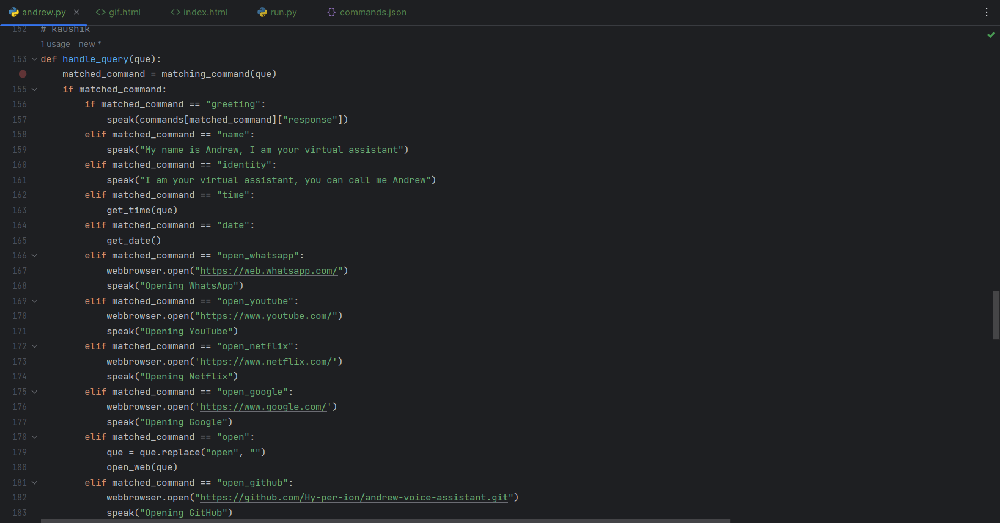 andrew.py × <> gif.html <> index.html run.py {} commands.json
152 # kaushik
1 usage new *
153 def handle_query(que):
matched_command = matching_command(que)
155 if matched_command:
156 if matched_command == "greeting":
157 speak(commands[matched_command]["response"])
158 elif matched_command == "name":
159 speak("My name is Andrew, I am your virtual assistant")
160 elif matched_command == "identity":
161 speak("I am your virtual assistant, you can call me Andrew")
162 elif matched_command == "time":
163 get_time(que)
164 elif matched_command == "date":
165 get_date()
166 elif matched_command == "open_whatsapp":
167 webbrowser.open("https://web.whatsapp.com/")
168 speak("Opening WhatsApp")
169 elif matched_command == "open_youtube":
170 webbrowser.open("https://www.youtube.com/")
171 speak("Opening YouTube")
172 elif matched_command == "open_netflix":
173 webbrowser.open('https://www.netflix.com/')
174 speak("Opening Netflix")
175 elif matched_command == "open_google":
176 webbrowser.open('https://www.google.com/')
177 speak("Opening Google")
178 elif matched_command == "open":
179 que = que.replace("open", "")
180 open_web(que)
181 elif matched_command == "open_github":
182 webbrowser.open("https://github.com/Hy-per-ion/andrew-voice-assistant.git")
183 speak("Opening GitHub")